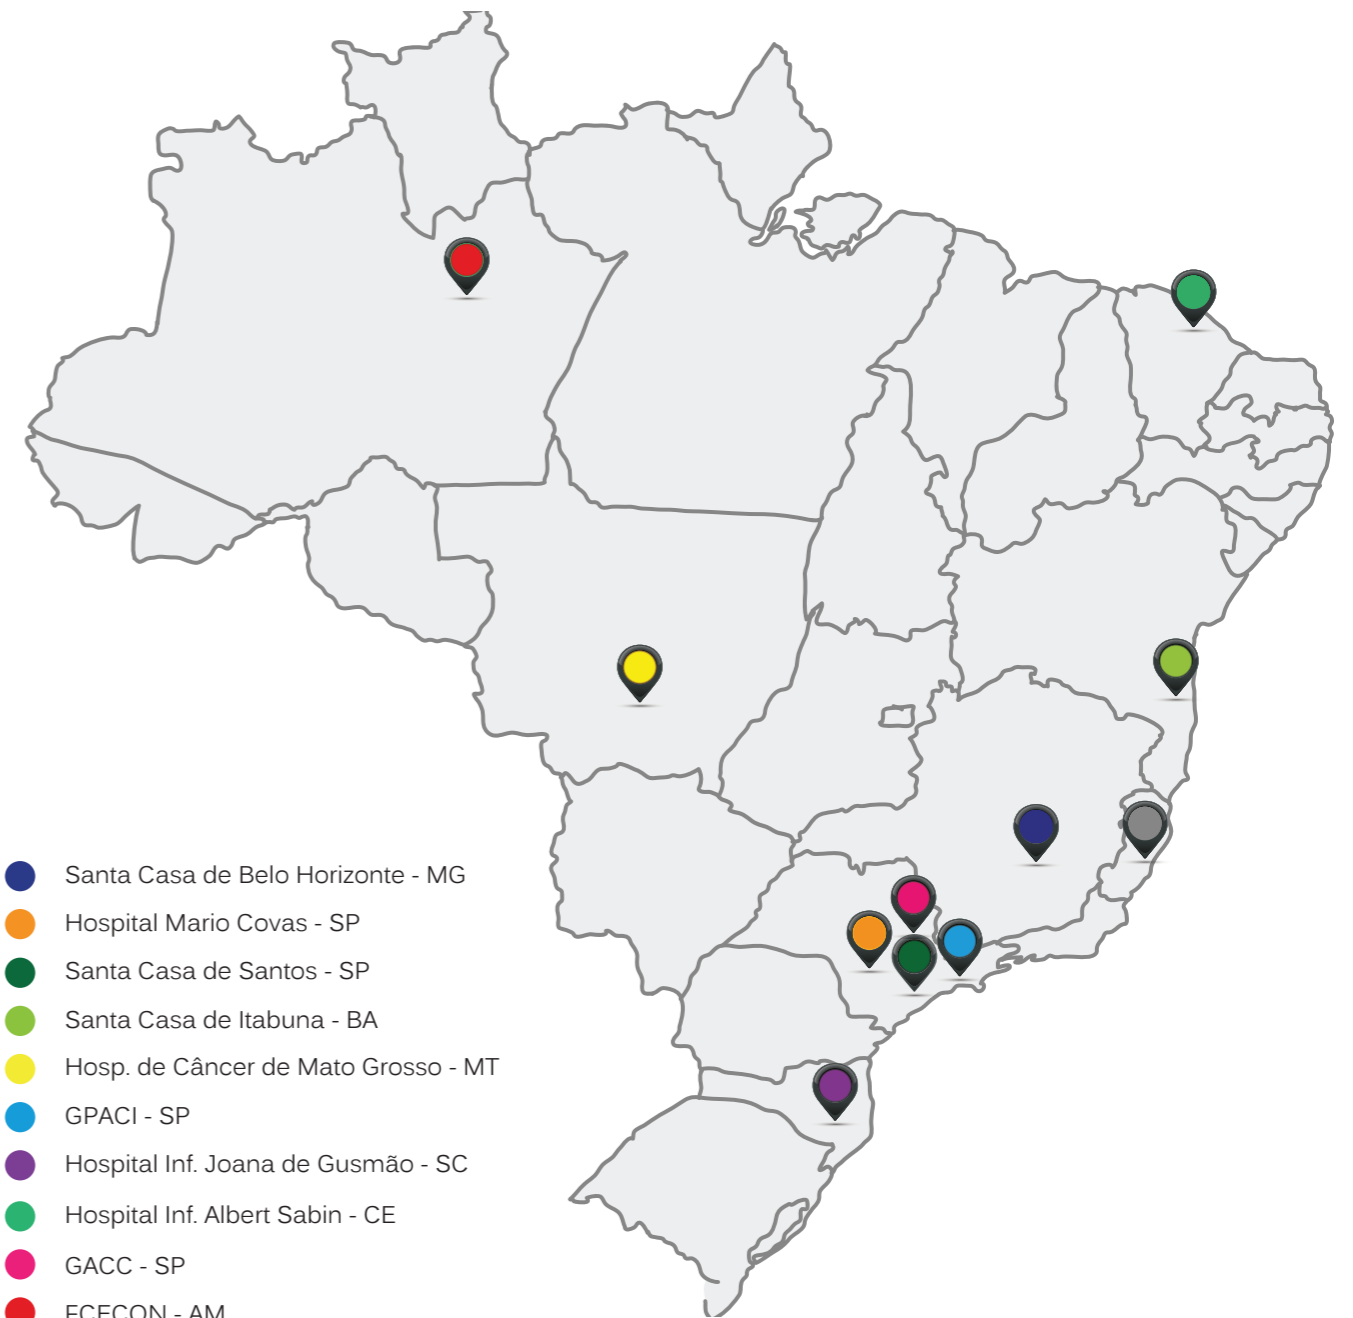 Santa Casa de Belo Horizonte - MG
Hospital Mario Covas - SP
Santa Casa de Santos - SP
Santa Casa de Itabuna - BA
Hosp. de Câncer de Mato Grosso - MT
GPACI - SP
Hospital Inf. Joana de Gusmão - SC
Hospital Inf. Albert Sabin - CE
GACC - SP
FCECON - AM